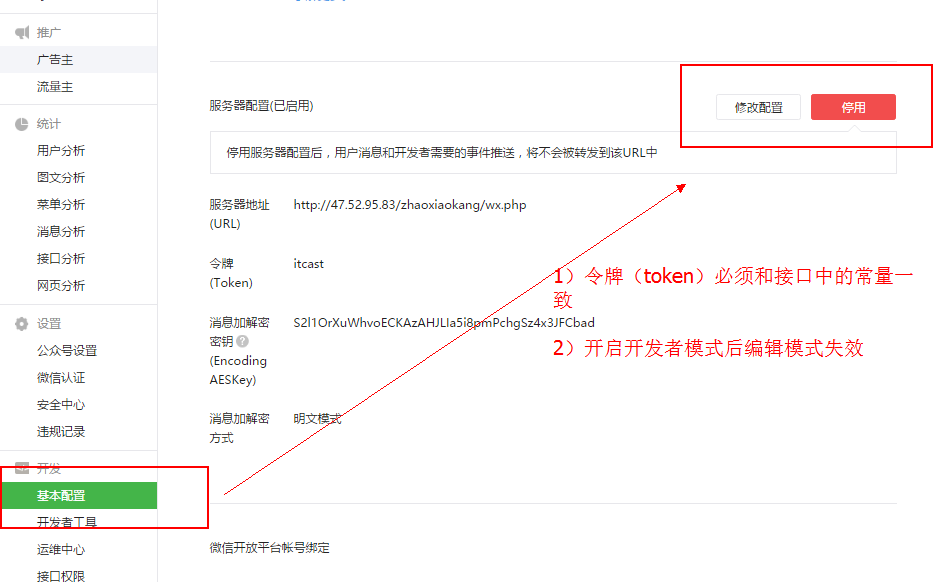 推广
广告主
流量主
统计
用户分析
图文分析
菜单分析
消息分析
接口分析
网页分析
设置
公众号设置
微信认证
安全中心
违规记录
开发
基本配置
开发者工具
运维中心
接口权限
服务器配置(已启用)
修改配置
停用
停用服务器配置后，用户消息和开发者需要的事件推送，将不会被转发到该URL中
服务器地址
(URL)
http://47.52.95.83/zhaoxiaokang/wx.php
令牌
(Token)
itcast
消息加解密
密钥
(Encoding
AESKey)
S2l1OrXuWhvoECKAzAHJLIa5i8pmPchgSz4x3JFCbad
消息加解密
方式
明文模式
1）令牌（token）必须和接口中的常量一
致
2）开启开发者模式后编辑模式失效
微信开放平台帐号绑定